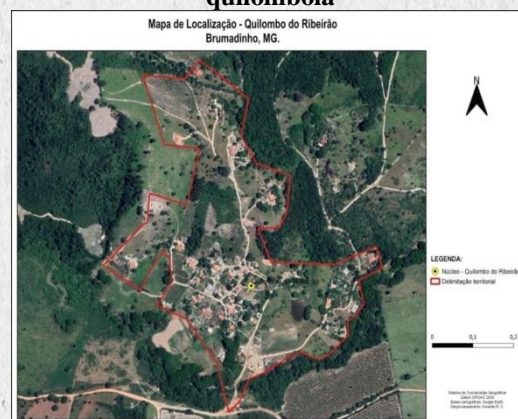 quilombola
Mapa de Localização - Quilombo do Ribeirão
Brumadinho, MG.
N
LEGENDA:
Núcleo - Quilombo do Ribeirão
Delimitação territorial
0 0,1 0,2